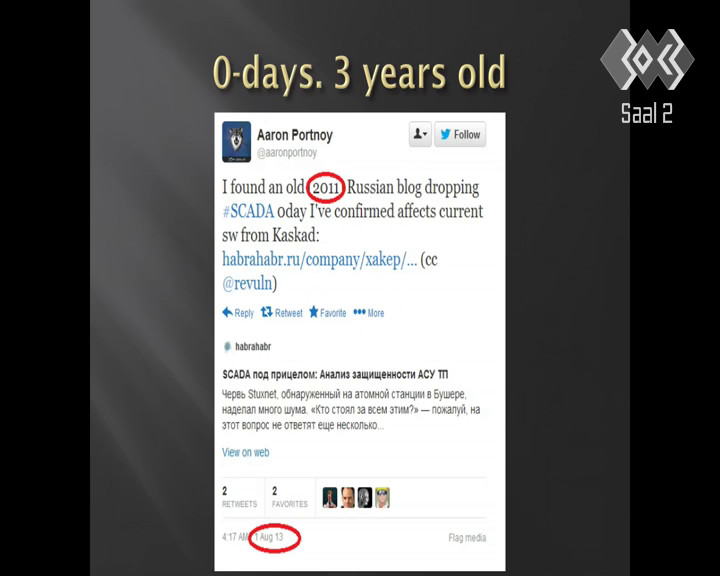 0-days. 3 years old
Saal 2
Aaron Portnoy
@aaronportnoy
Follow
I found an old 2011 Russian blog dropping
#SCADA 0day I've confirmed affects current
sw from Kaskad:
habrahabr.ru/company/xakep/... (cc
@revuln)
Reply Retweet Favorite More
habrahabr
SCADA под прицелом: Анализ защищенности АСУ ТП
Червь Stuxnet, обнаруженный на атомной станции в Бушере,
наделал много шума. «Кто стоял за всем этим?» — пожалуй, на
этот вопрос не ответят еще несколько...
View on web
2 2
RETWEETS FAVORITES
4:17 AM 1 Aug 13 Flag media